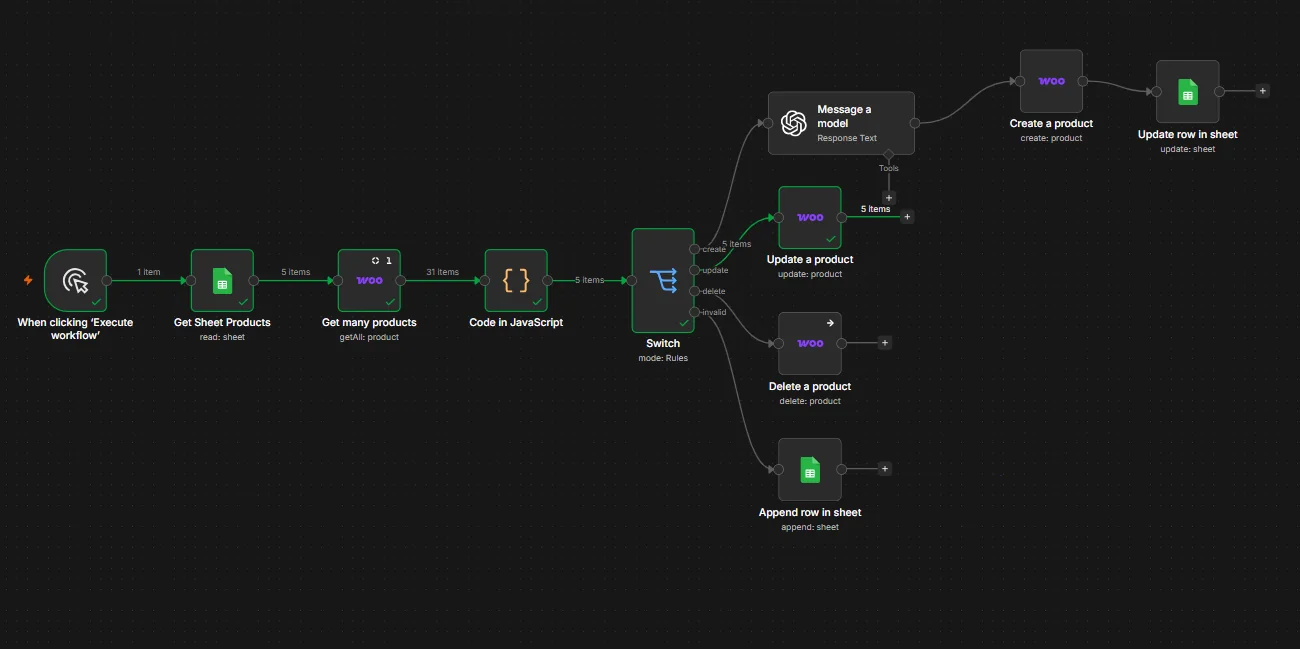 woo
Create a product
create: product
Update row in sheet
update: sheet
Message a
model
Response Text
Tools
woo
5 items
Update a product
update: product
1 item
Get Sheet Products
read: sheet
5 items
1
woo
Get many products
getAll: product
31 items
{}
Code in JavaScript
5 items
When clicking ‘Execute
workflow’
create
5 items
update
delete
invalid
Switch
mode: Rules
woo
Delete a product
delete: product
Append row in sheet
append: sheet